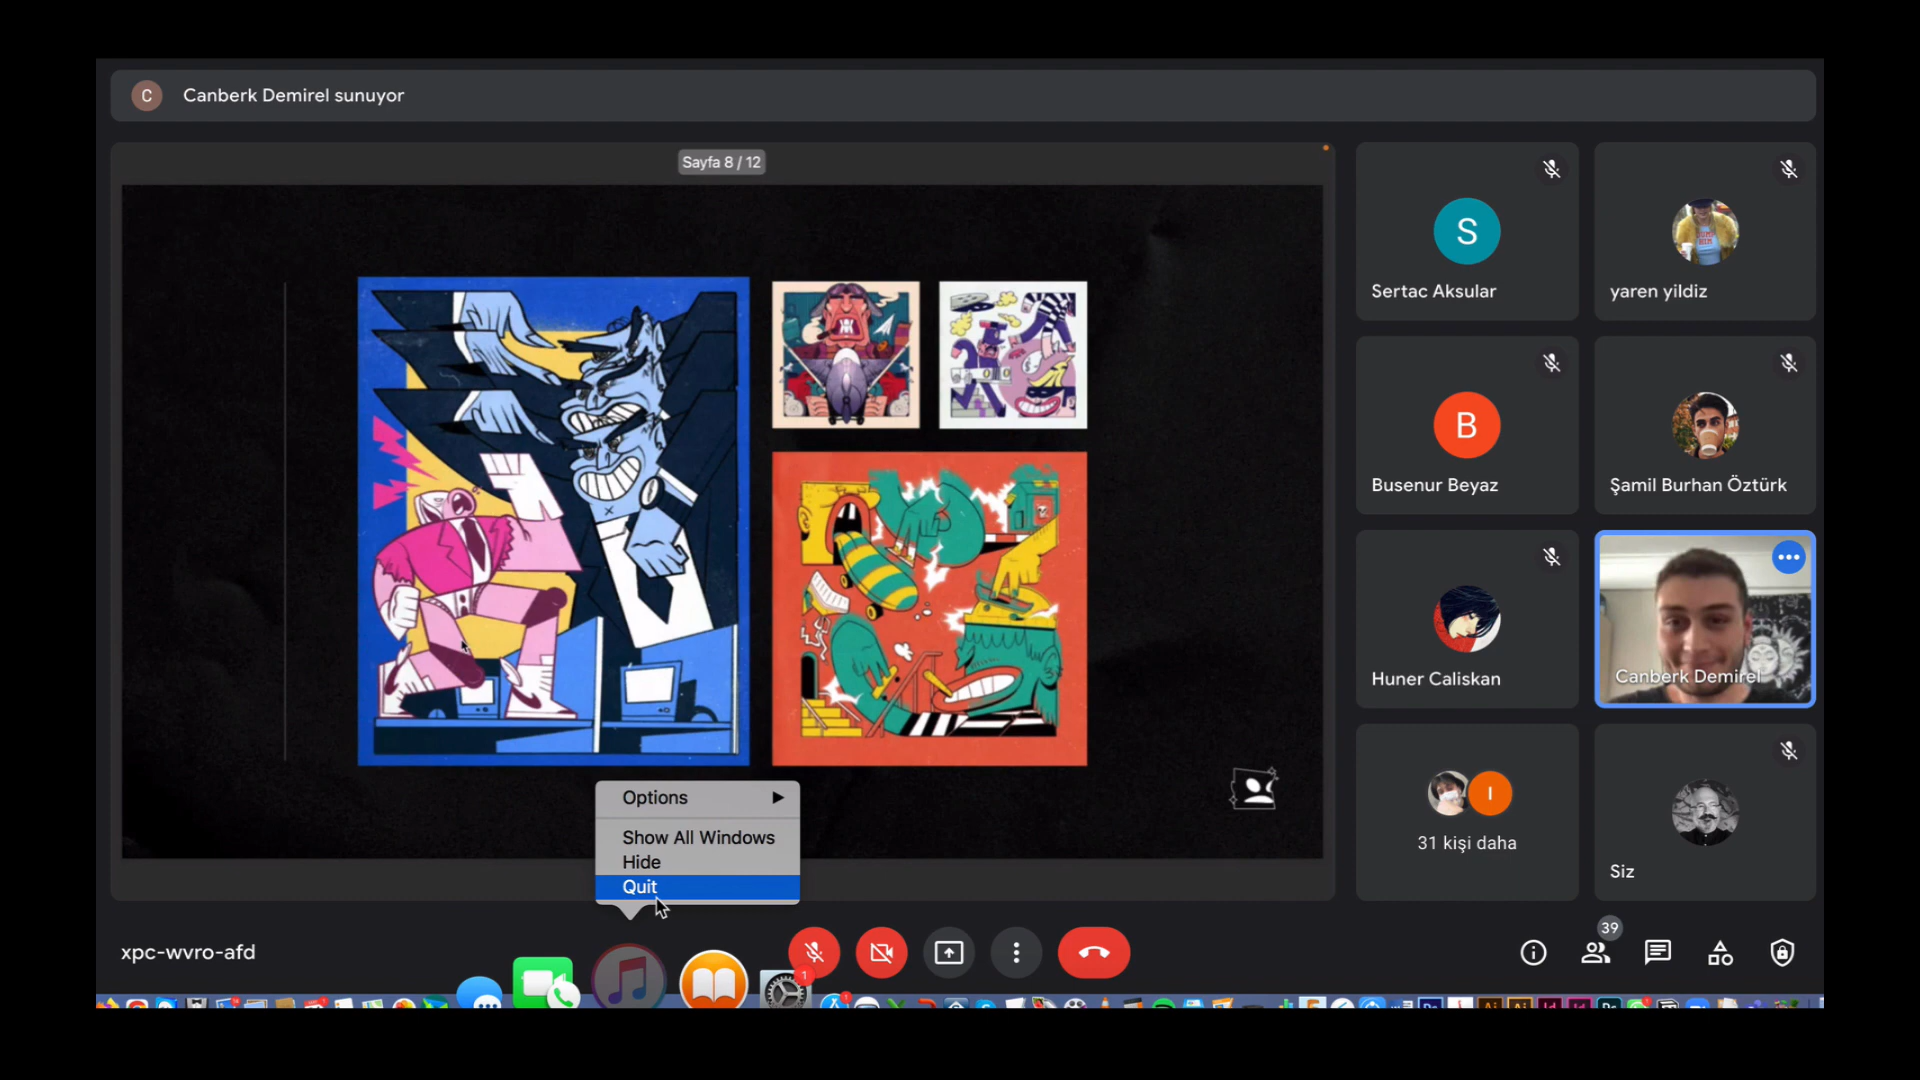 C
Canberk Demirel sunuyor
Sayfa 8 / 12
S
Sertac Aksular
yaren yildiz
B
Busenur Beyaz
Şamil Burhan Öztürk
Huner Caliskan
Canberk Demirel
I
31 kişi daha
Siz
Options
Show All Windows
Hide
Quit
xpc-wvro-afd
1
39